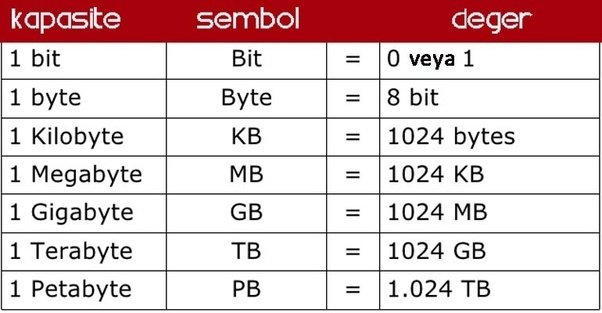 kapasite sembol deger
1 bit Bit = 0 veya 1
1 byte Byte = 8 bit
1 Kilobyte KB = 1024 bytes
1 Megabyte MB = 1024 KB
1 Gigabyte GB = 1024 MB
1 Terabyte TB = 1024 GB
1 Petabyte PB = 1.024 TB